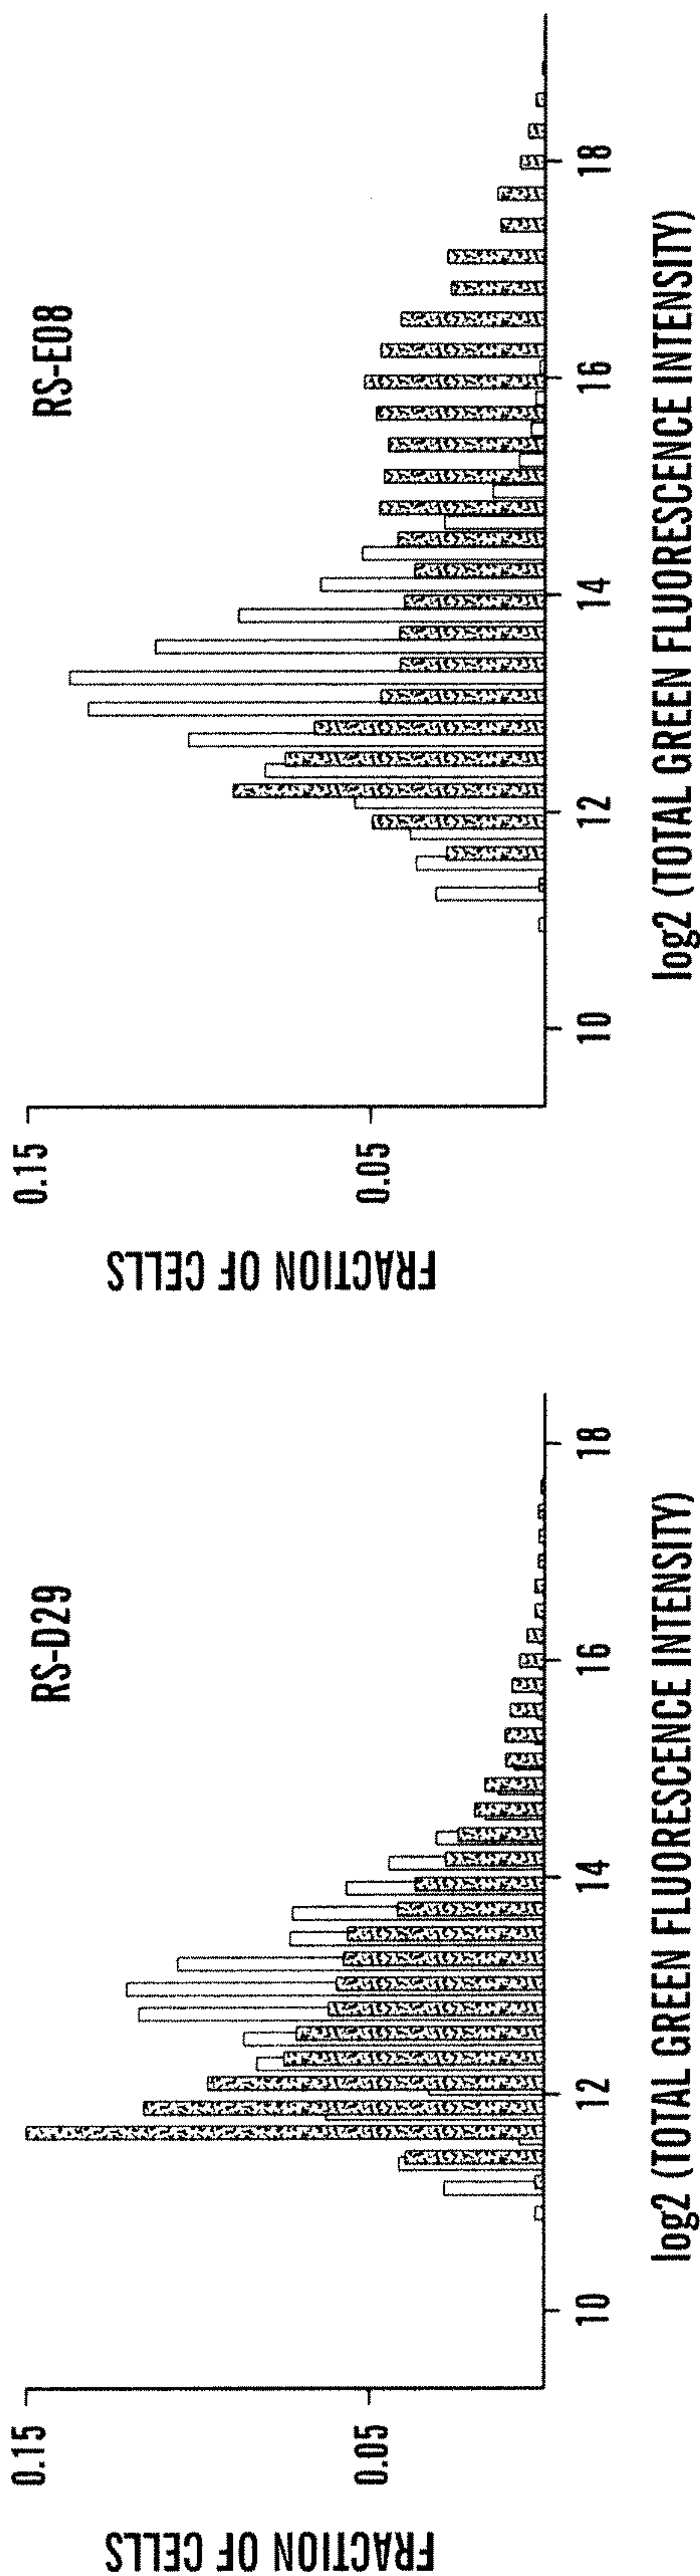 RS-D29
FRACTION OF CELLS
0.15
0.05
10 12 14 16 18
log2 (TOTAL GREEN FLUORESCENCE INTENSITY)
RS-E08
FRACTION OF CELLS
0.15
0.05
10 12 14 16 18
log2 (TOTAL GREEN FLUORESCENCE INTENSITY)